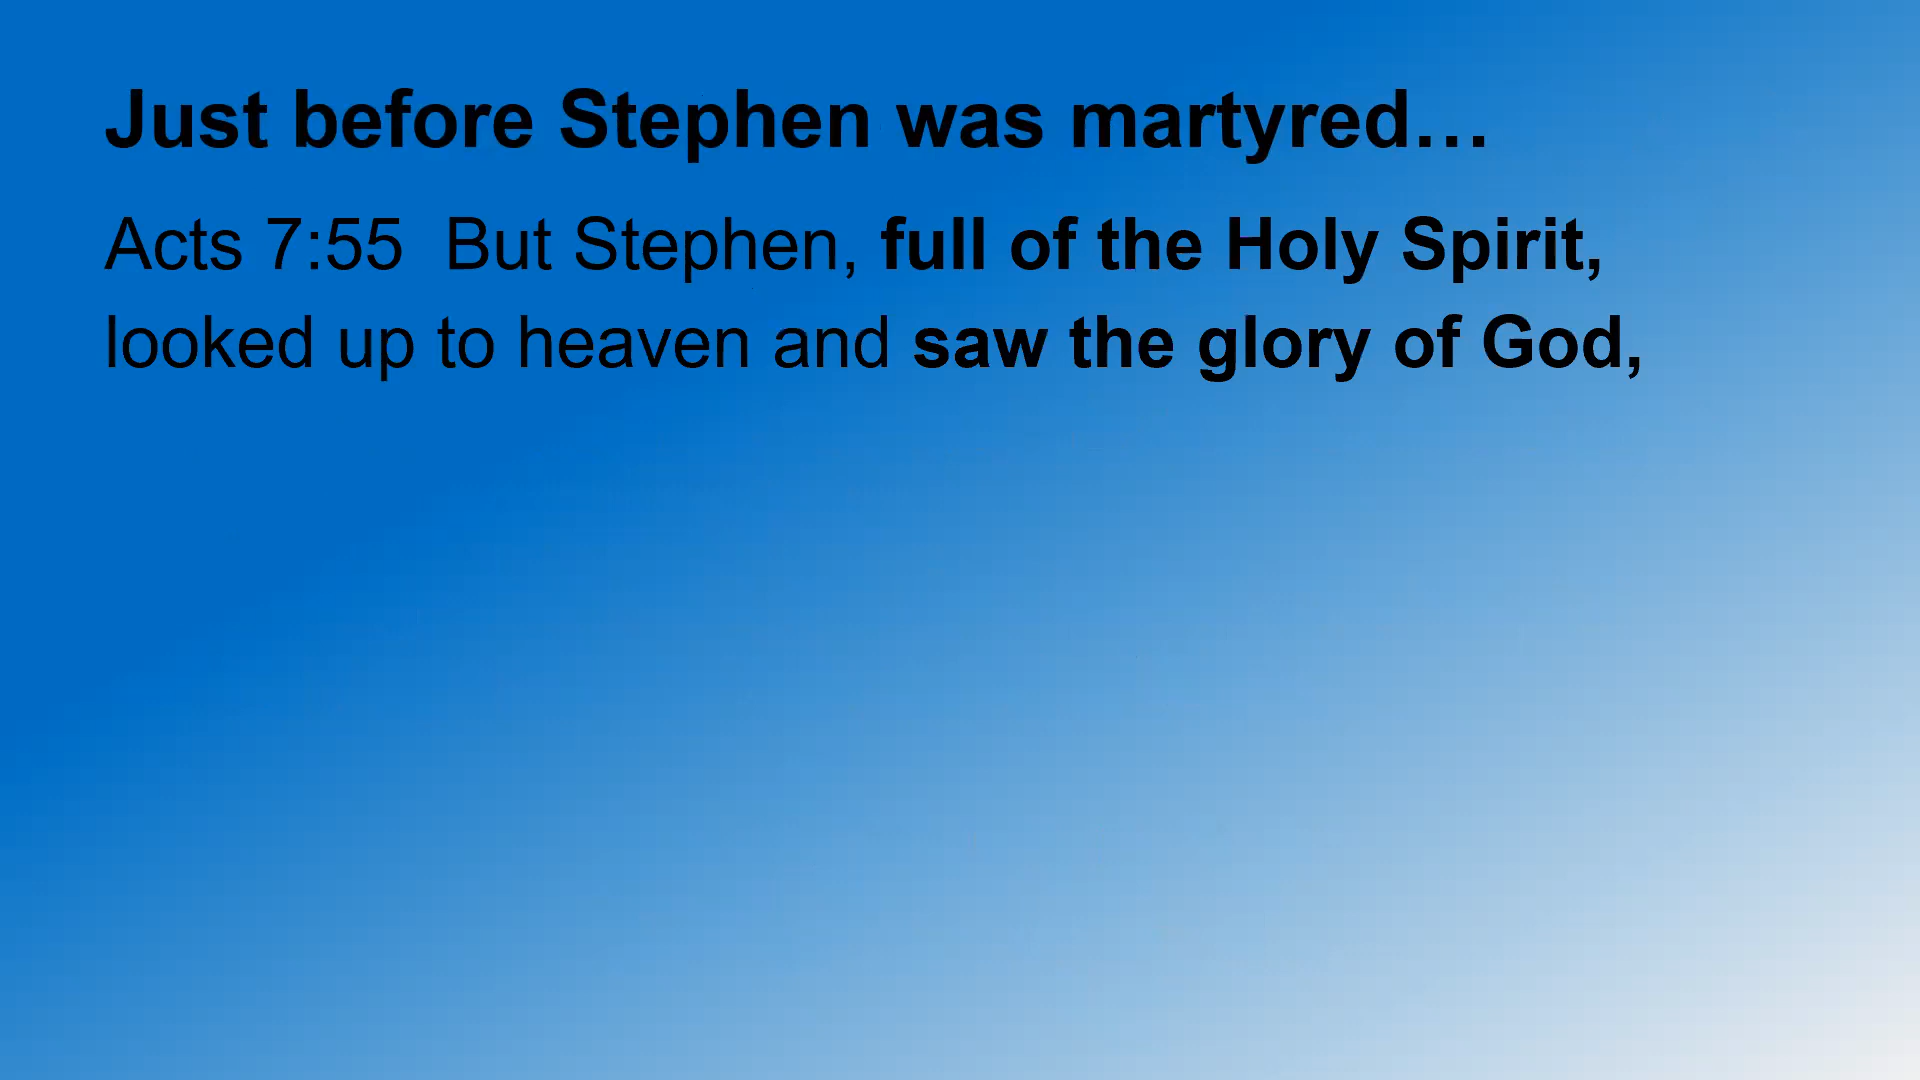 Just before Stephen was martyred…
Acts 7:55  But Stephen, full of the Holy Spirit,
looked up to heaven and saw the glory of God,